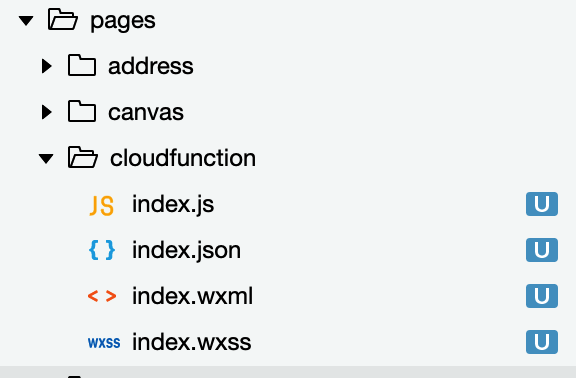 pages
address
canvas
cloudfunction
JS index.js U
{ } index.json U
< > index.wxml U
wxss index.wxss U